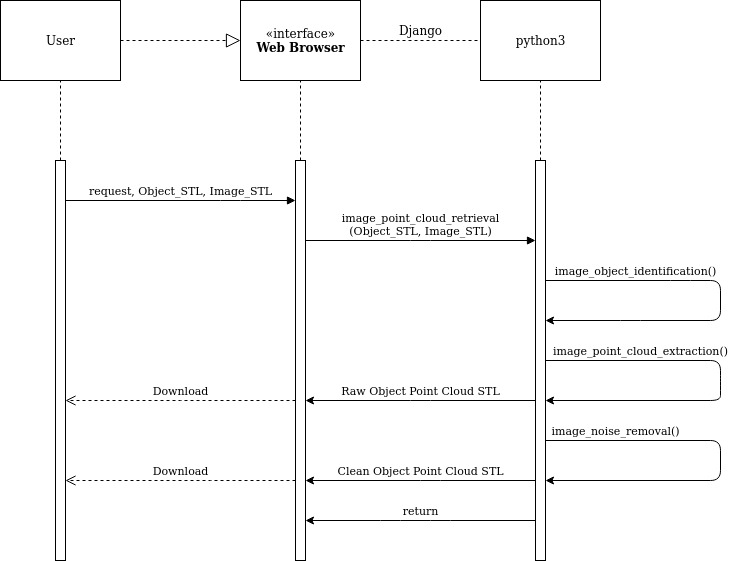 User
«interface»
Web Browser
Django
python3
request, Object_STL, Image_STL
image_point_cloud_retrieval
(Object_STL, Image_STL)
image_object_identification()
image_point_cloud_extraction()
Download
Raw Object Point Cloud STL
image_noise_removal()
Download
Clean Object Point Cloud STL
return